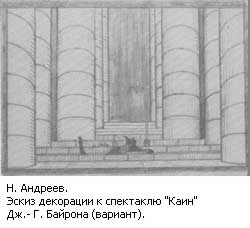 Н. Андреев.
Эскиз декорации к спектаклю "Каин"
Дж.- Г. Байрона (вариант).